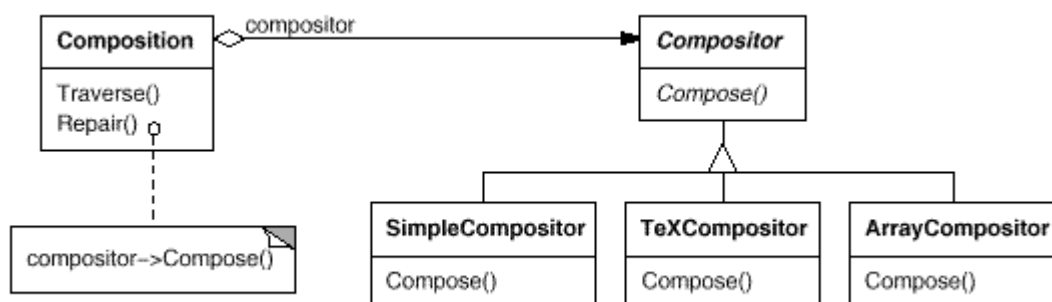 Composition
compositor
Compositor
Traverse()
Repair()
Compose()
compositor->Compose()
SimpleCompositor
TeXCompositor
ArrayCompositor
Compose()
Compose()
Compose()